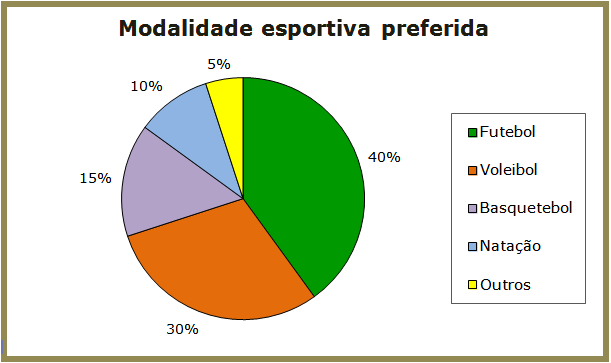 Modalidade esportiva preferida
5%
10%
40%
15%
30%
Futebol
Voleibol
Basquetebol
Natação
Outros